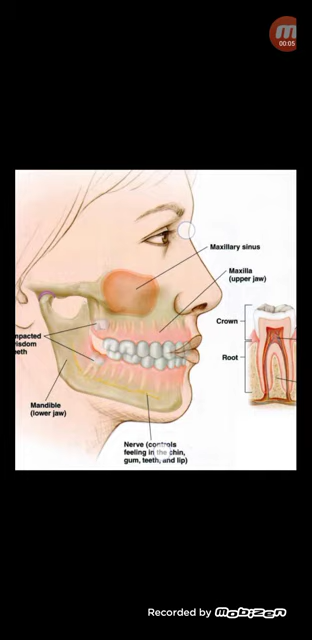 00:05
Maxillary sinus
Maxilla
(upper jaw)
Crown
Root
mpacted
isdom
eeth
Mandible
(lower jaw)
Nerve (controls
feeling in the chin,
gum, teeth, and lip)
Recorded by mobizen